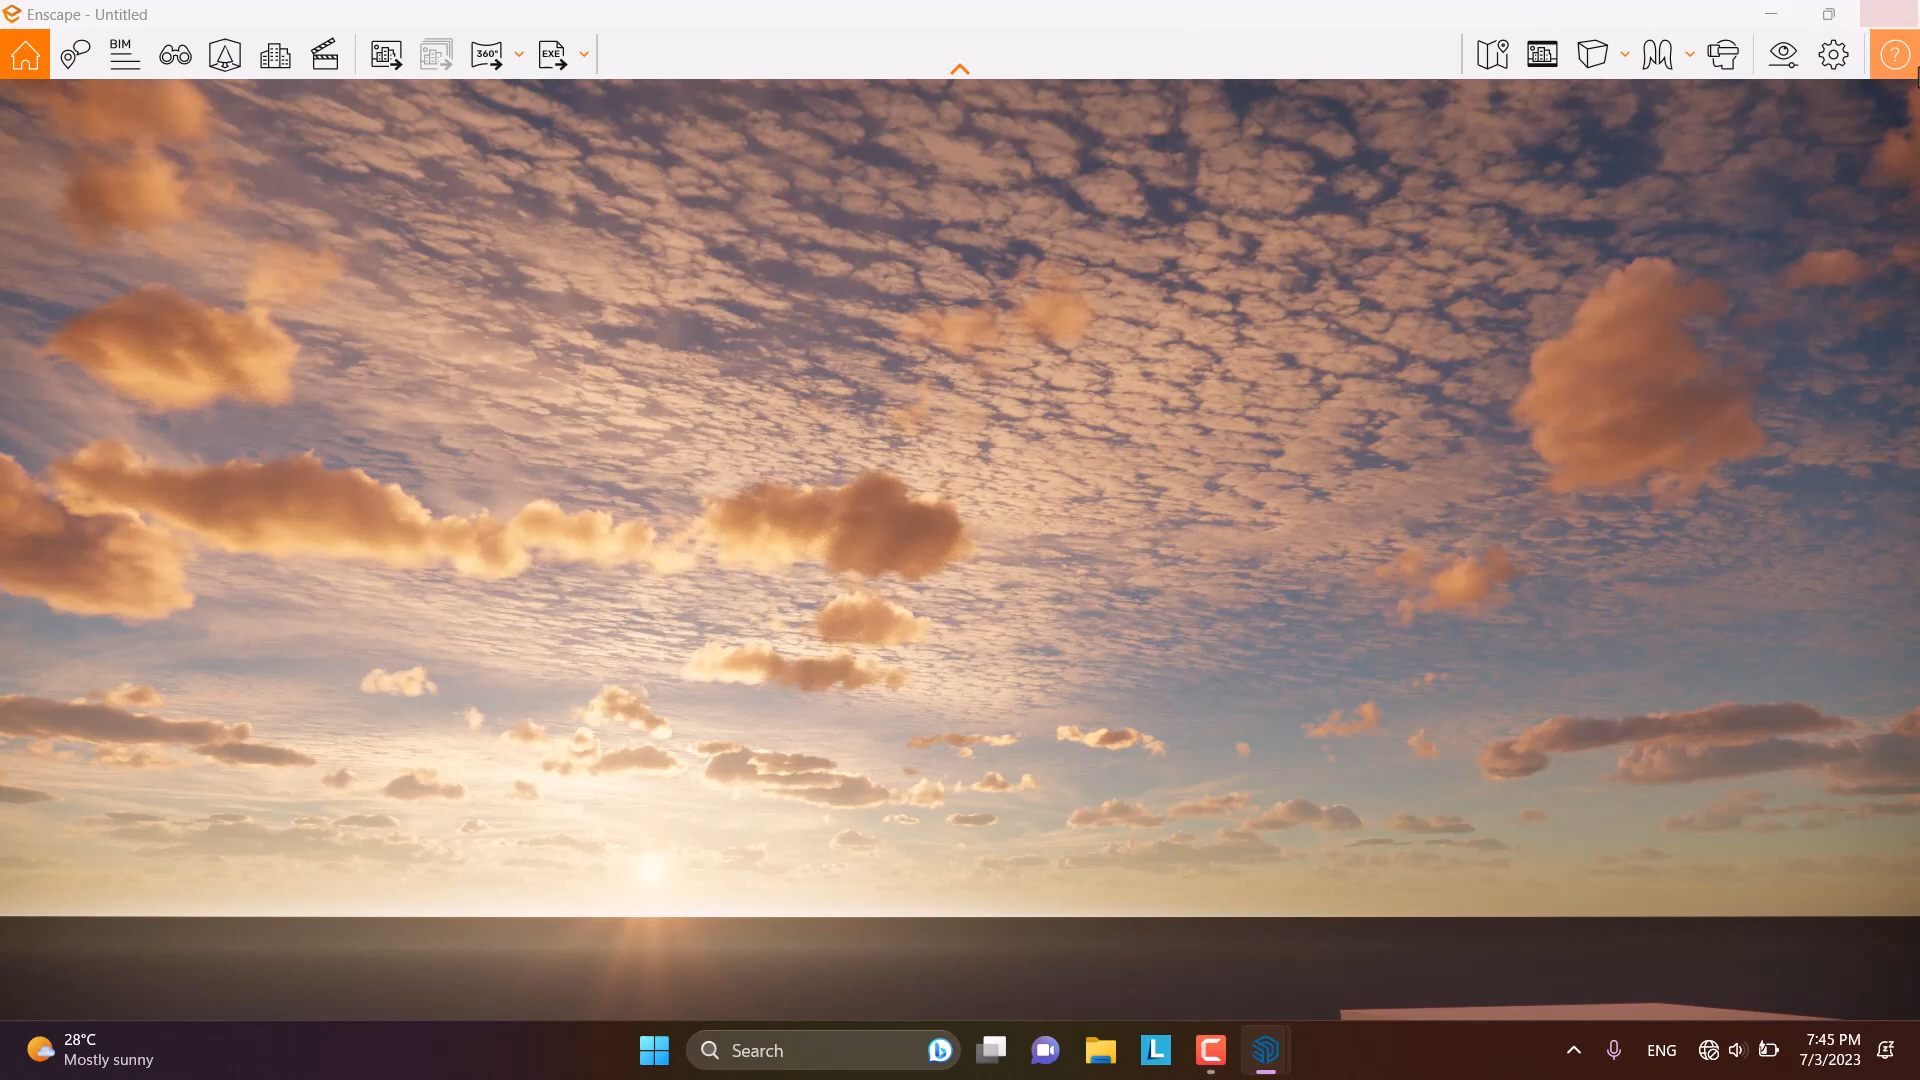 Enscape - Untitled
BIM
360°
EXE
?
28°C
Mostly sunny
Search
ENG
7:45 PM
7/3/2023